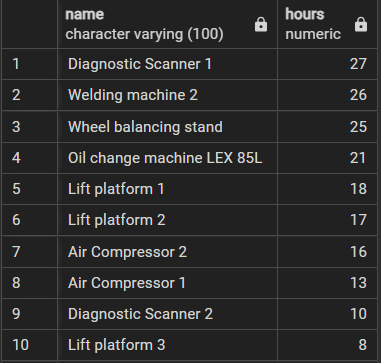 name hours
character varying (100) numeric
1 Diagnostic Scanner 1 27
2 Welding machine 2 26
3 Wheel balancing stand 25
4 Oil change machine LEX 85L 21
5 Lift platform 1 18
6 Lift platform 2 17
7 Air Compressor 2 16
8 Air Compressor 1 13
9 Diagnostic Scanner 2 10
10 Lift platform 3 8